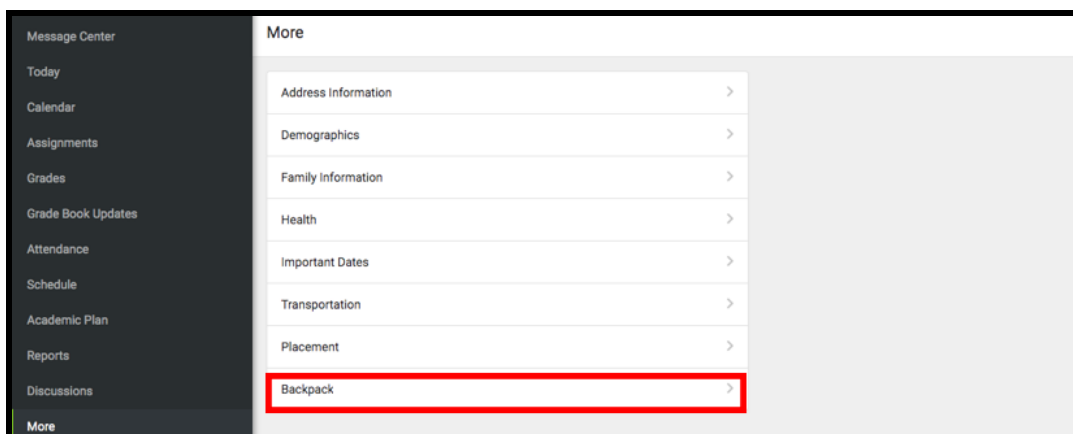 Message Center
Today
Calendar
Assignments
Grades
Grade Book Updates
Attendance
Schedule
Academic Plan
Reports
Discussions
More
More
Address Information
Demographics
Family Information
Health
Important Dates
Transportation
Placement
Backpack